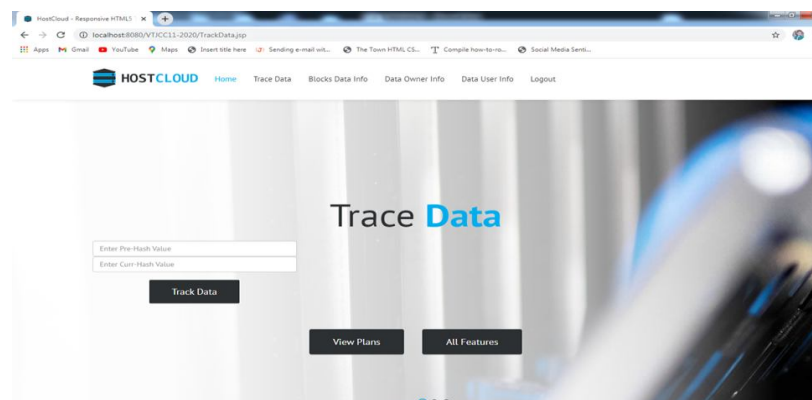 HostCloud - Responsive HTML5
localhost:8080/VTJCC11-2020/TrackData.jsp
Apps Gmail YouTube Maps Insert title here Sending e-mail wit... The Town HTML CS... Compile how-to-ro... Social Media Senti...
HOSTCLOUD Home Trace Data Blocks Data Info Data Owner Info Data User Info Logout
Trace Data
Enter Pre-Hash Value
Enter Curr-Hash Value
Track Data
View Plans All Features